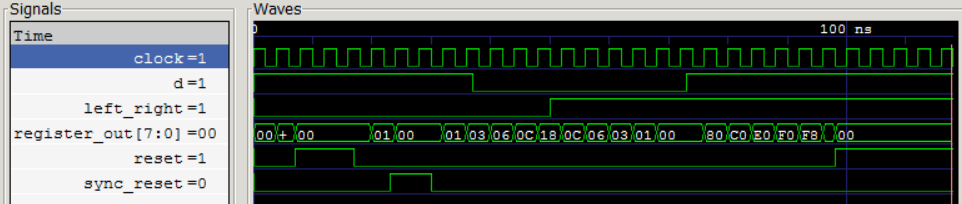 Signals
Waves
Time
0
100 ns
clock =1
d =1
left_right =1
register_out[7:0] =00
00 + 00 01 00 01 03 06 0C 18 0C 06 03 01 00 80 C0 E0 F0 F8 00
reset =1
sync_reset =0